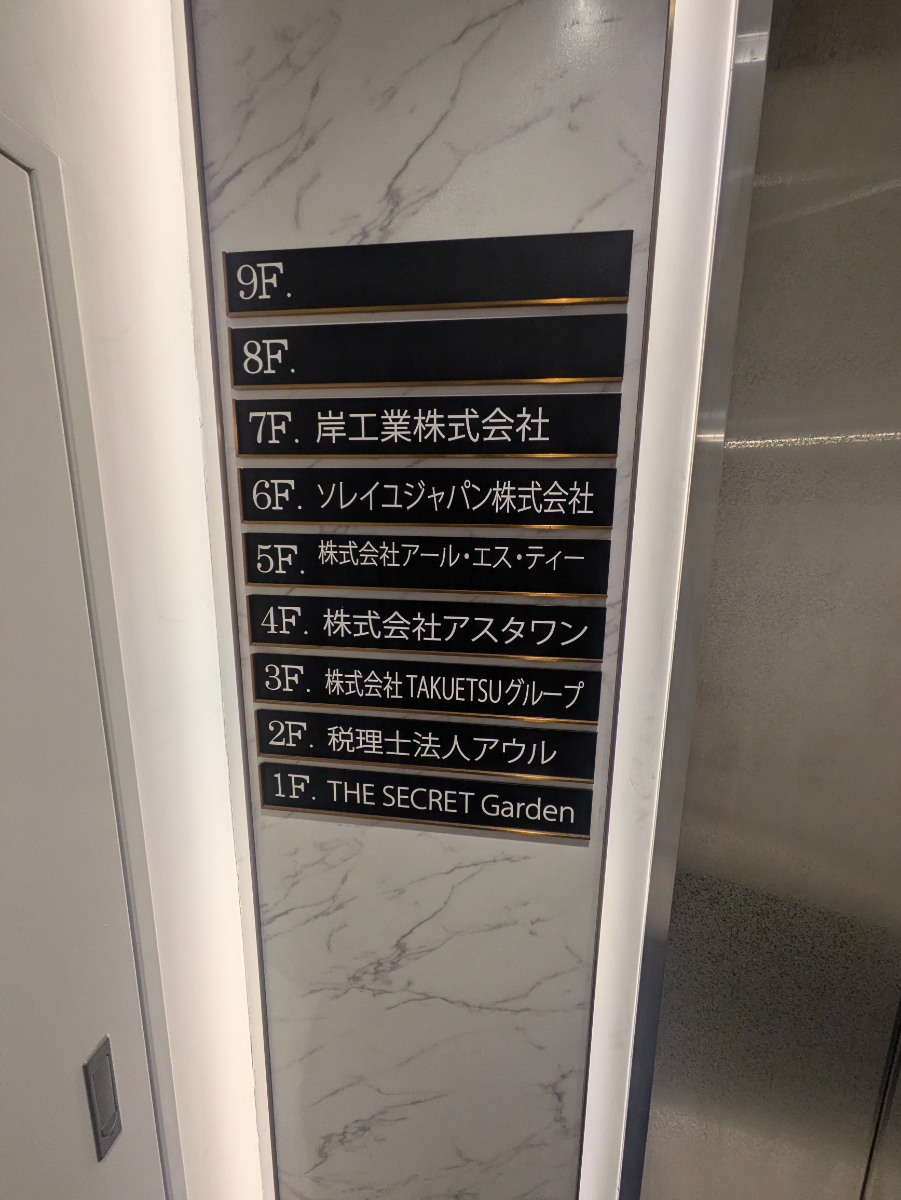 9F.
8F.
7F. 岸工業株式会社
6F. ソレイユジャパン株式会社
5F. 株式会社アール・エス・ティー
4F. 株式会社アスタワン
3F. 株式会社TAKUETSUグループ
2F. 税理士法人アウル
1F. THE SECRET Garden